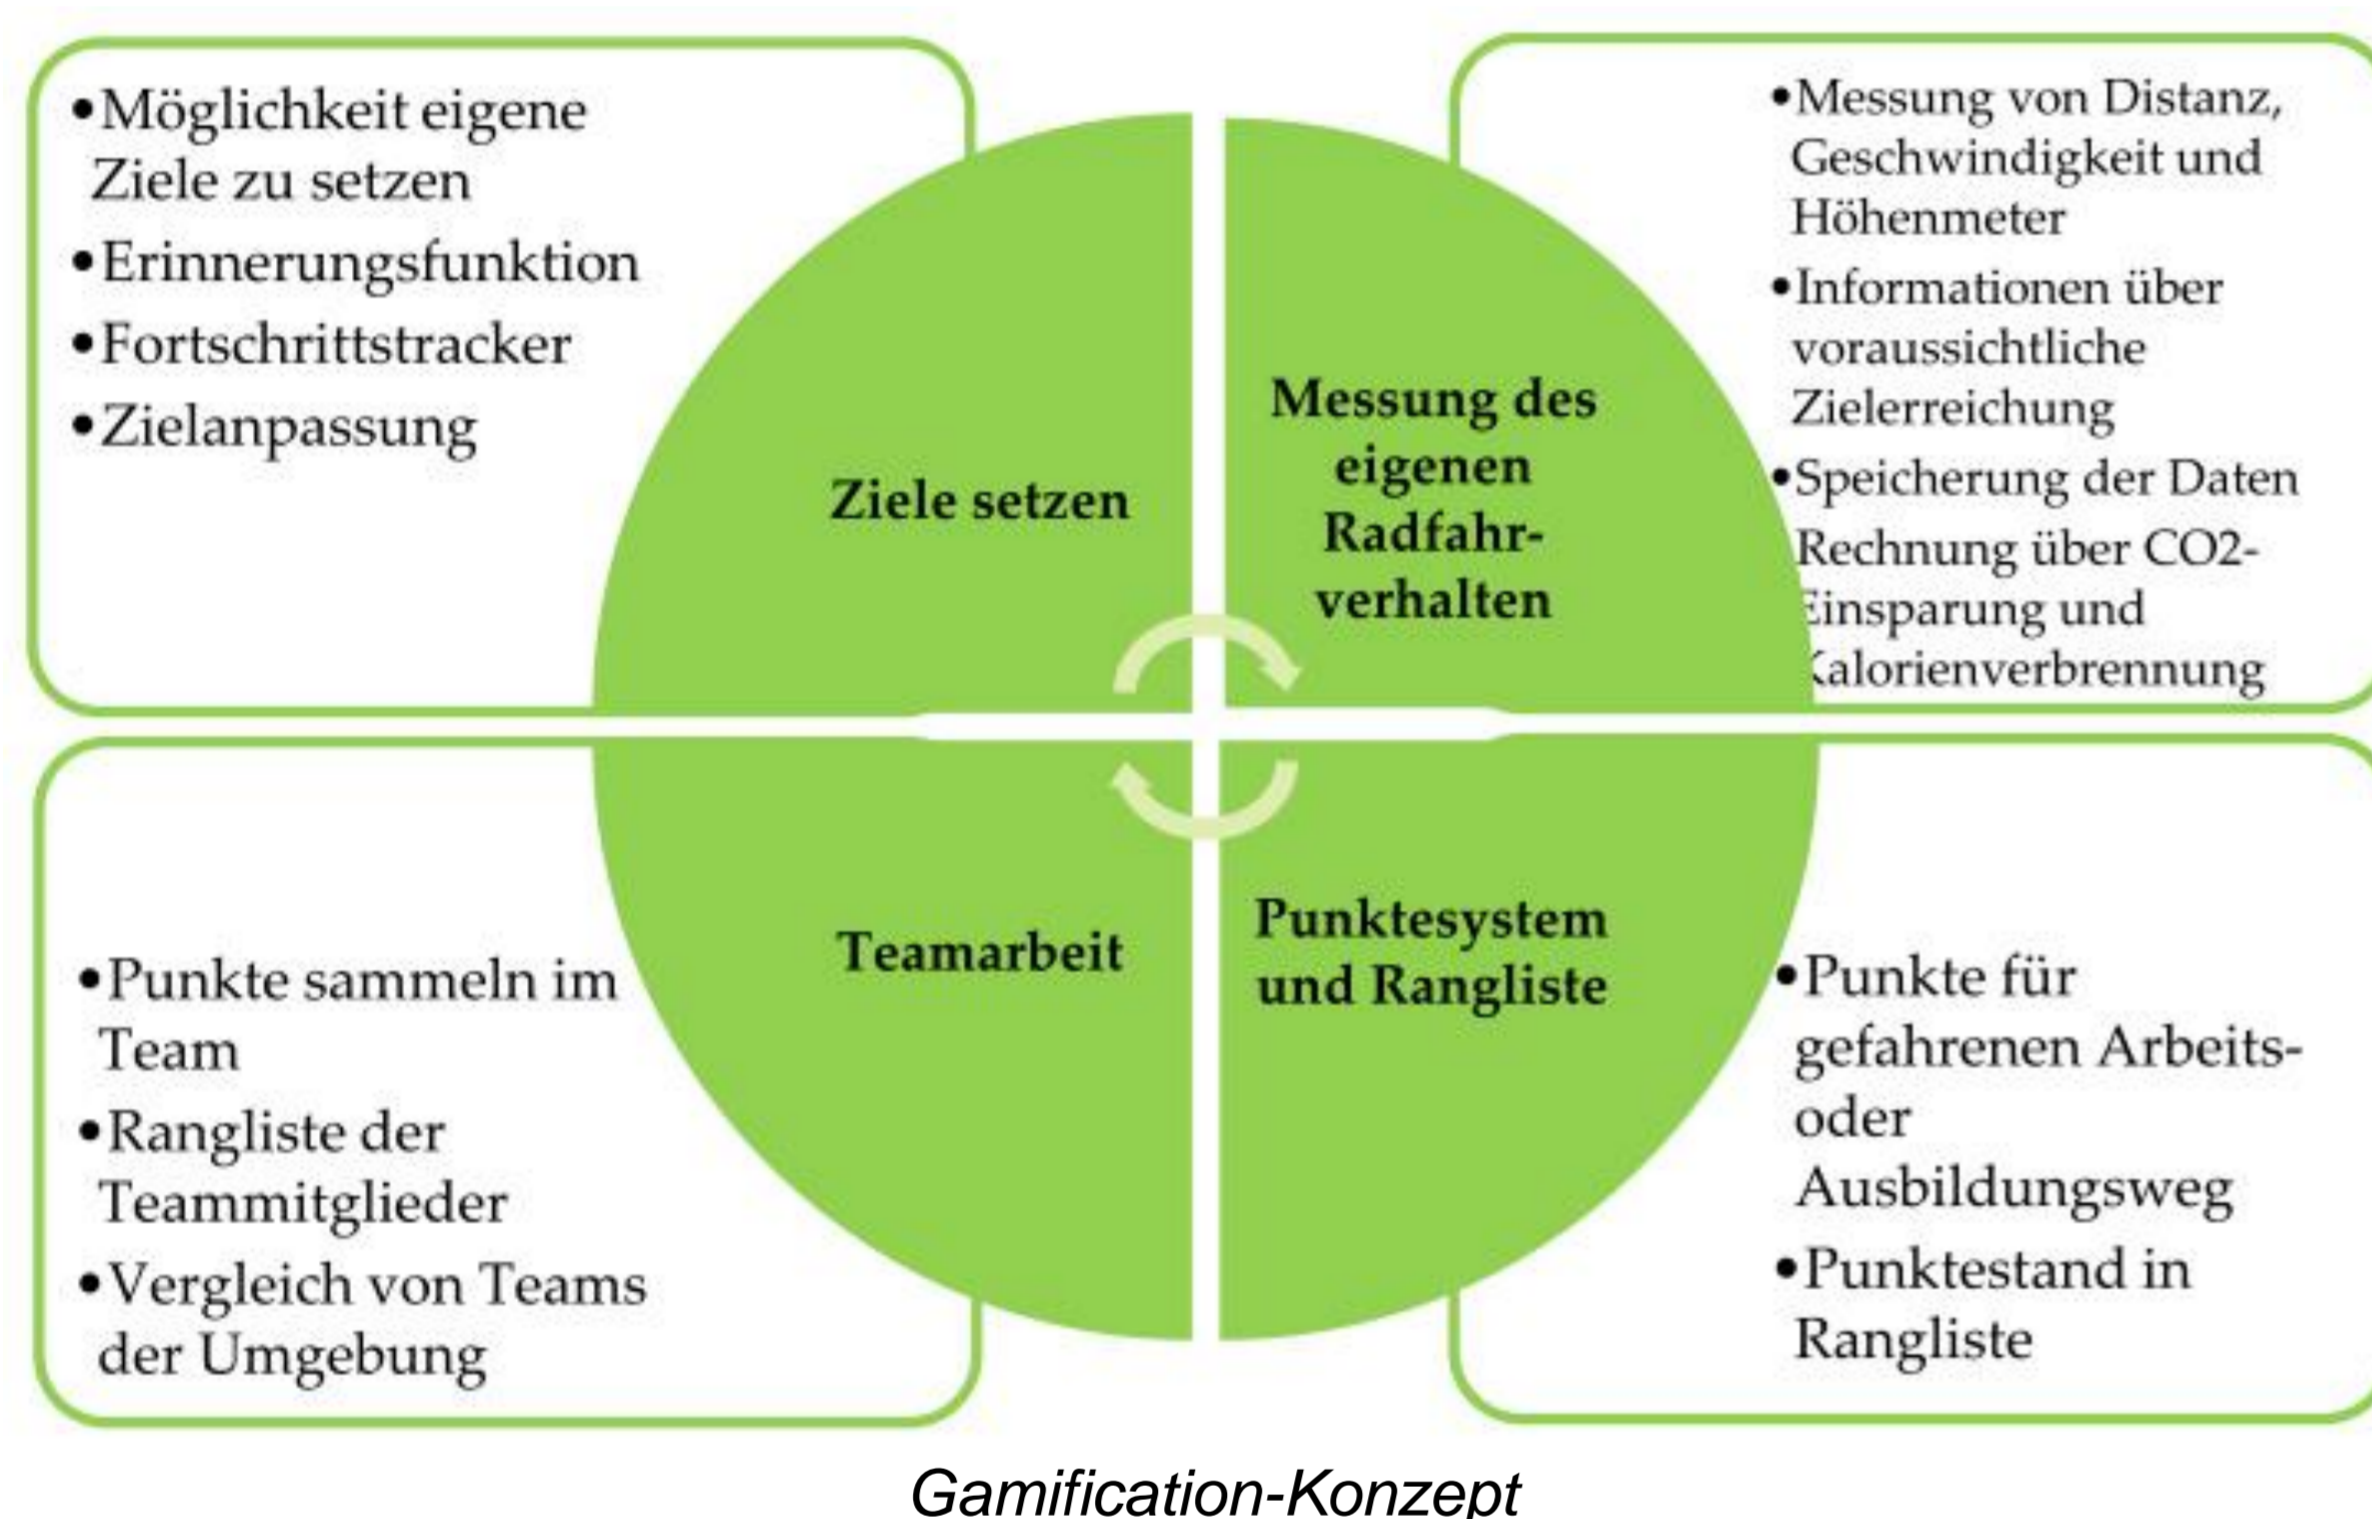 •Möglichkeit eigene
Ziele zu setzen
•Erinnerungsfunktion
•Fortschrittstracker
•Zielanpassung
Ziele setzen
Messung des
eigenen
Radfahr-
verhalten
•Messung von Distanz,
Geschwindigkeit und
Höhenmeter
•Informationen über
voraussichtliche
Zielerreichung
•Speicherung der Daten
Rechnung über CO2-
Einsparung und
Kalorienverbrennung
•Punkte sammeln im
Team
•Rangliste der
Teammitglieder
•Vergleich von Teams
der Umgebung
Teamarbeit
Punktesystem
und Rangliste
•Punkte für
gefahrenen Arbeits-
oder
Ausbildungsweg
•Punktestand in
Rangliste
Gamification-Konzept